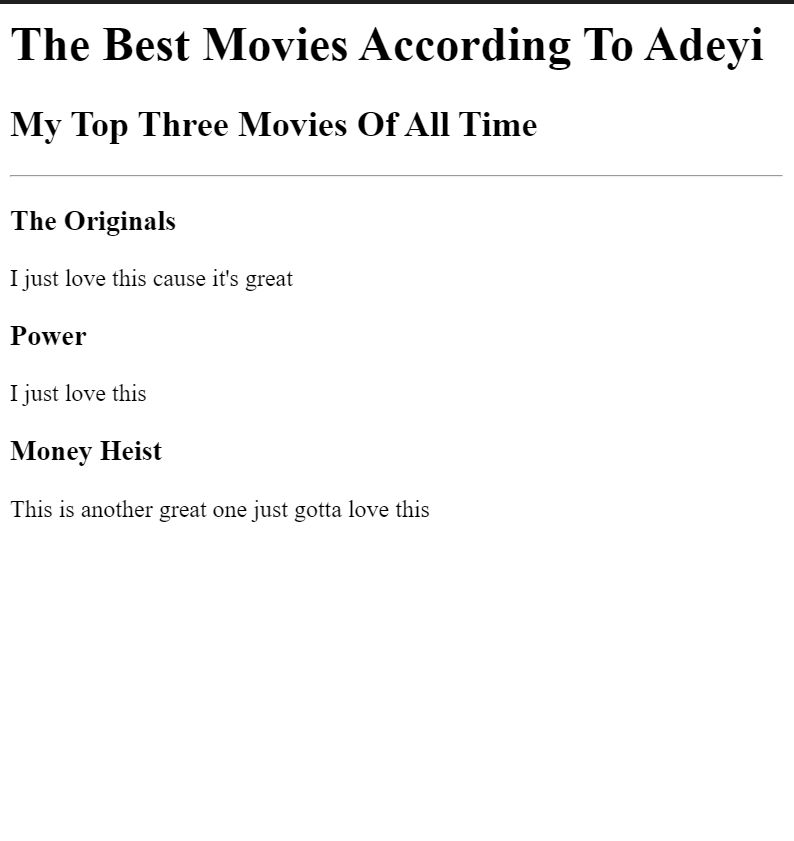 The Best Movies According To Adeyi
My Top Three Movies Of All Time
The Originals
I just love this cause it's great
Power
I just love this
Money Heist
This is another great one just gotta love this